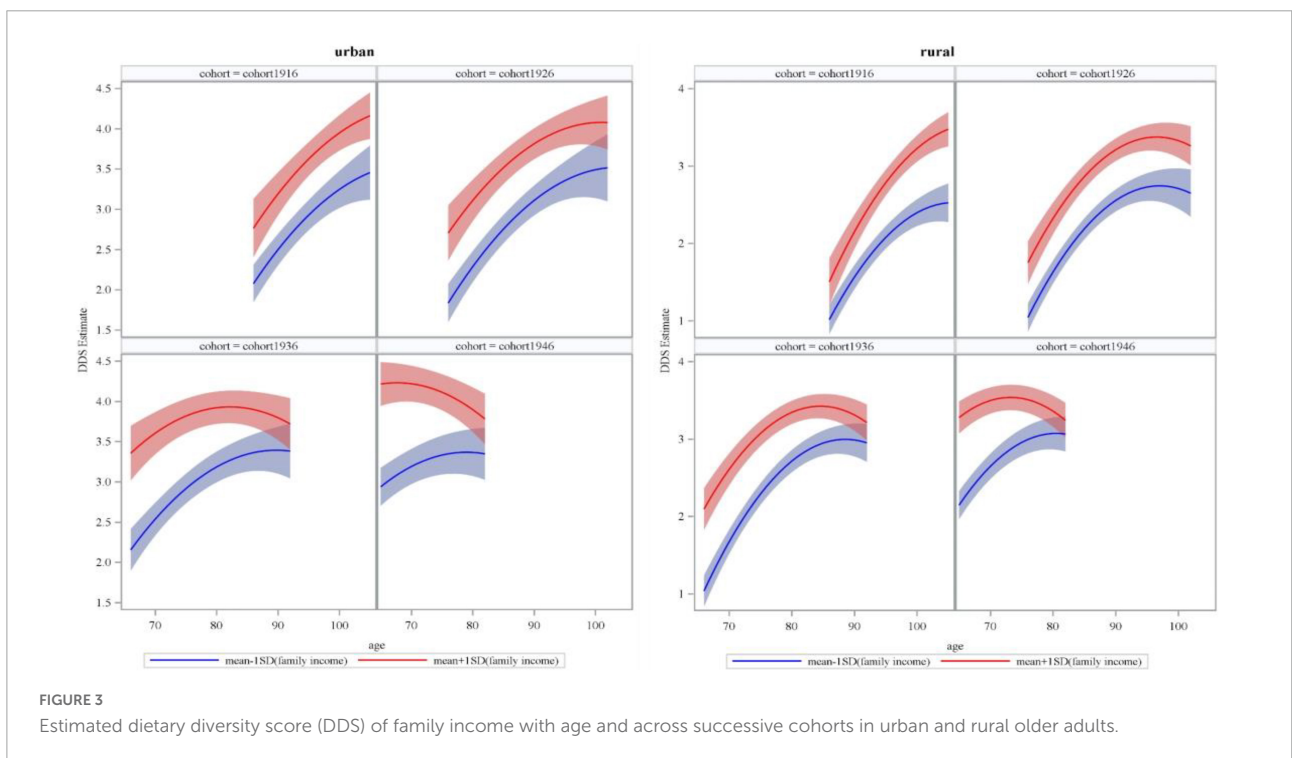 urban
cohort = cohort1916
cohort = cohort1926
4.5
4.0
3.5
3.0
2.5
2.0
1.5
DDS Estimate
cohort = cohort1936
cohort = cohort1946
4.5
4.0
3.5
3.0
2.5
2.0
1.5
70 80 90 100 70 80 90 100
age
mean-1SD(family income) mean+1SD(family income)
rural
cohort = cohort1916
cohort = cohort1926
4
3
2
1
DDS Estimate
cohort = cohort1936
cohort = cohort1946
4
3
2
1
70 80 90 100 70 80 90 100
age
mean-1SD(family income) mean+1SD(family income)
FIGURE 3
Estimated dietary diversity score (DDS) of family income with age and across successive cohorts in urban and rural older adults.